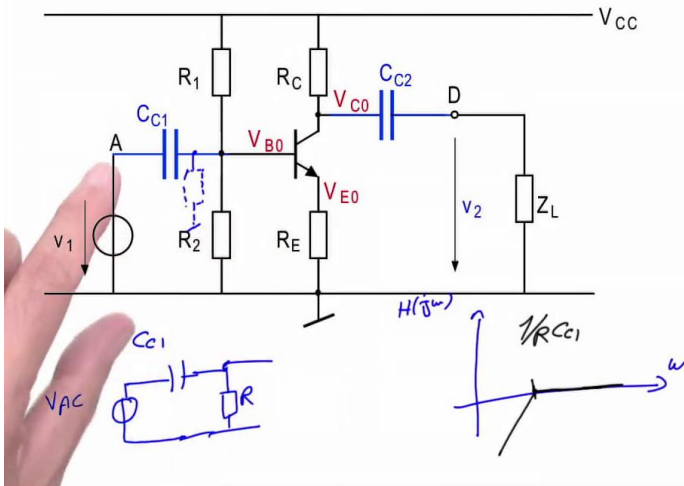 V_CC
R_1
R_C
C_C2
C_C1
V_C0
D
A
V_B0
V_E0
v_1
R_2
R_E
v_2
Z_L
H(jω)
1/RC_C1
C_C1
ω
V_AC
R